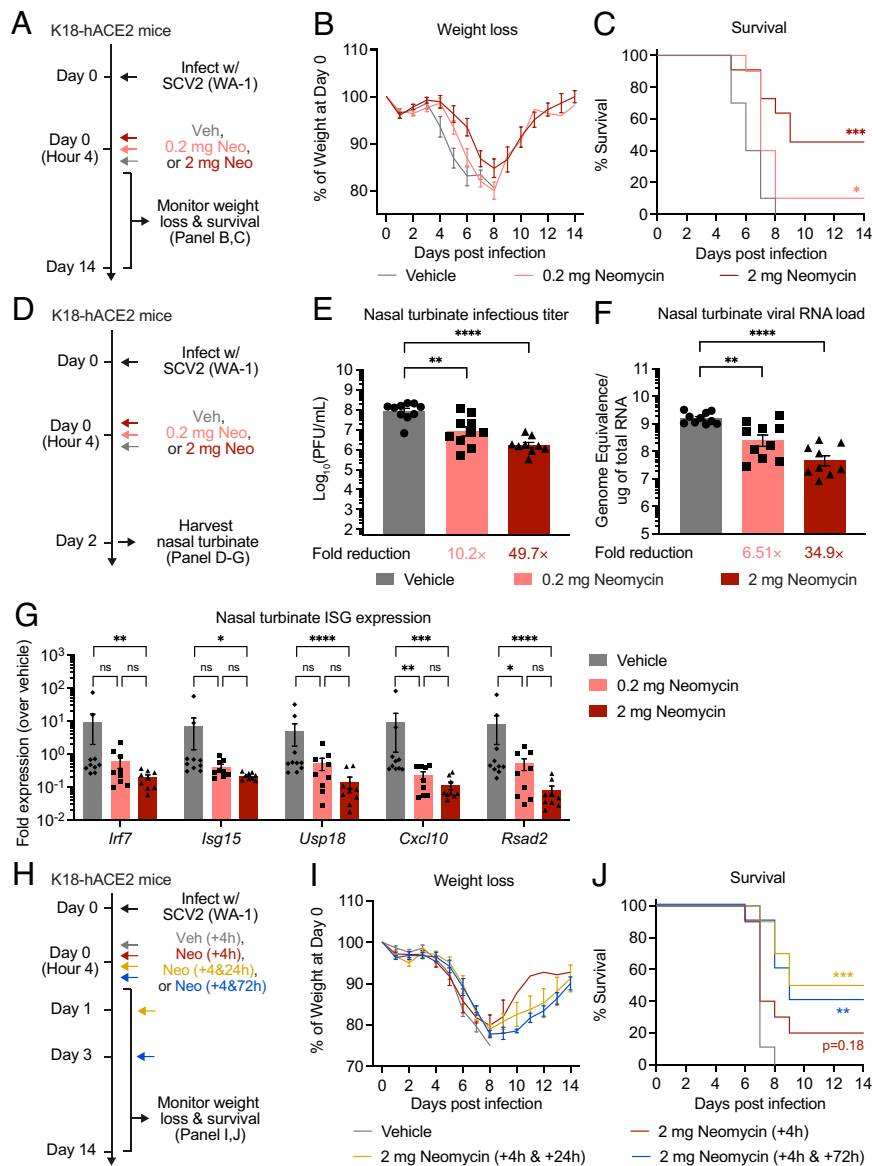 A
K18-hACE2 mice
Day 0
Infect w/
SCV2 (WA-1)
Day 0
(Hour 4)
Veh,
0.2 mg Neo,
or 2 mg Neo
Monitor weight
loss & survival
(Panel B,C)
Day 14
B
Weight loss
% of Weight at Day 0
110
100
90
80
0 2 4 6 8 10 12 14
Days post infection
C
Survival
% Survival
100
80
60
40
20
0
***
*
0 2 4 6 8 10 12 14
Days post infection
Vehicle
0.2 mg Neomycin
2 mg Neomycin
D
K18-hACE2 mice
Day 0
Infect w/
SCV2 (WA-1)
Day 0
(Hour 4)
Veh,
0.2 mg Neo,
or 2 mg Neo
Day 2
Harvest
nasal turbinate
(Panel D-G)
E
Nasal turbinate infectious titer
****
**
Log10(PFU/mL)
10
9
8
7
6
5
4
3
2
Fold reduction 10.2× 49.7×
F
Nasal turbinate viral RNA load
****
**
Genome Equivalence/
ug of total RNA
11
10
9
8
7
6
5
Fold reduction 6.51× 34.9×
Vehicle
0.2 mg Neomycin
2 mg Neomycin
G
Nasal turbinate ISG expression
Fold expression (over vehicle)
103
102
101
100
10-1
10-2
** * **** *** ****
ns ns ns ns ns ns ** ns * ns
Irf7 Isg15 Usp18 Cxcl10 Rsad2
Vehicle
0.2 mg Neomycin
2 mg Neomycin
H
K18-hACE2 mice
Day 0
Infect w/
SCV2 (WA-1)
Day 0
(Hour 4)
Veh (+4h),
Neo (+4h),
Neo (+4&24h),
or Neo (+4&72h)
Day 1
Day 3
Monitor weight
loss & survival
(Panel I,J)
Day 14
I
Weight loss
% of Weight at Day 0
110
100
90
80
70
0 2 4 6 8 10 12 14
Days post infection
J
Survival
% Survival
100
80
60
40
20
0
***
**
p=0.18
0 2 4 6 8 10 12 14
Days post infection
Vehicle
2 mg Neomycin (+4h)
2 mg Neomycin (+4h & +24h)
2 mg Neomycin (+4h & +72h)